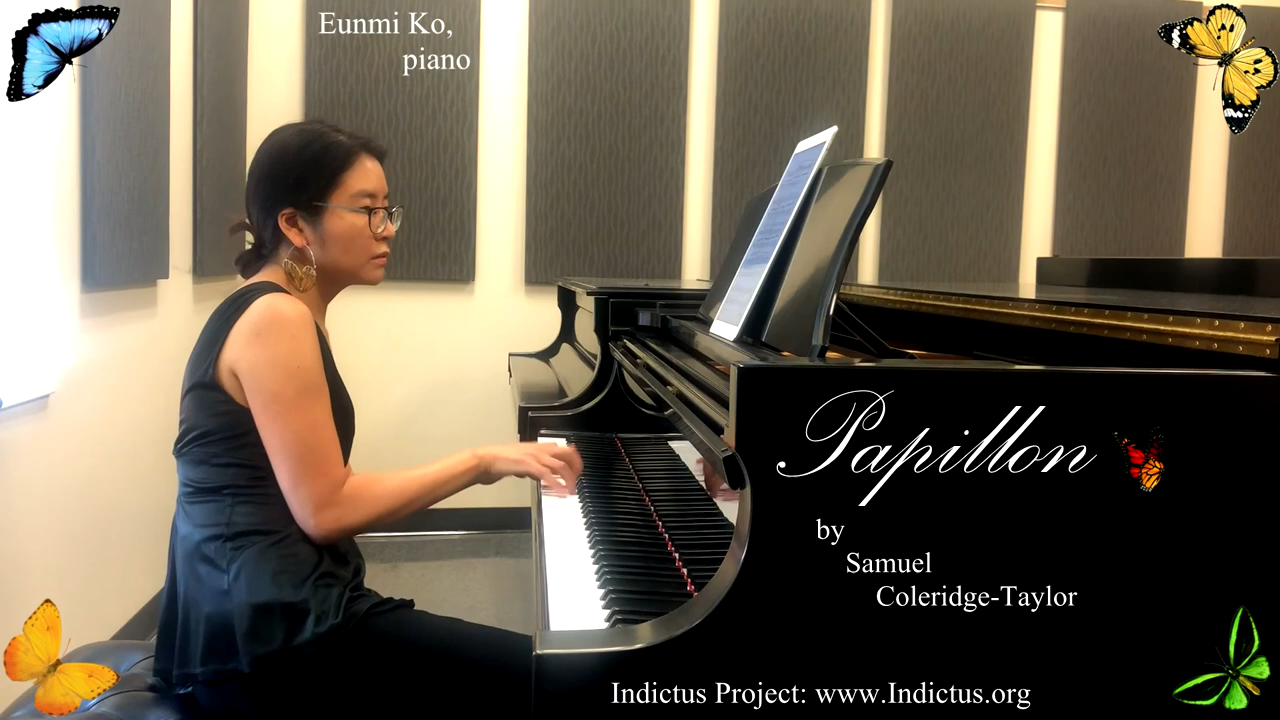 Eunmi Ko,
piano
Papillon
by
Samuel
Coleridge-Taylor
Indictus Project: www.Indictus.org